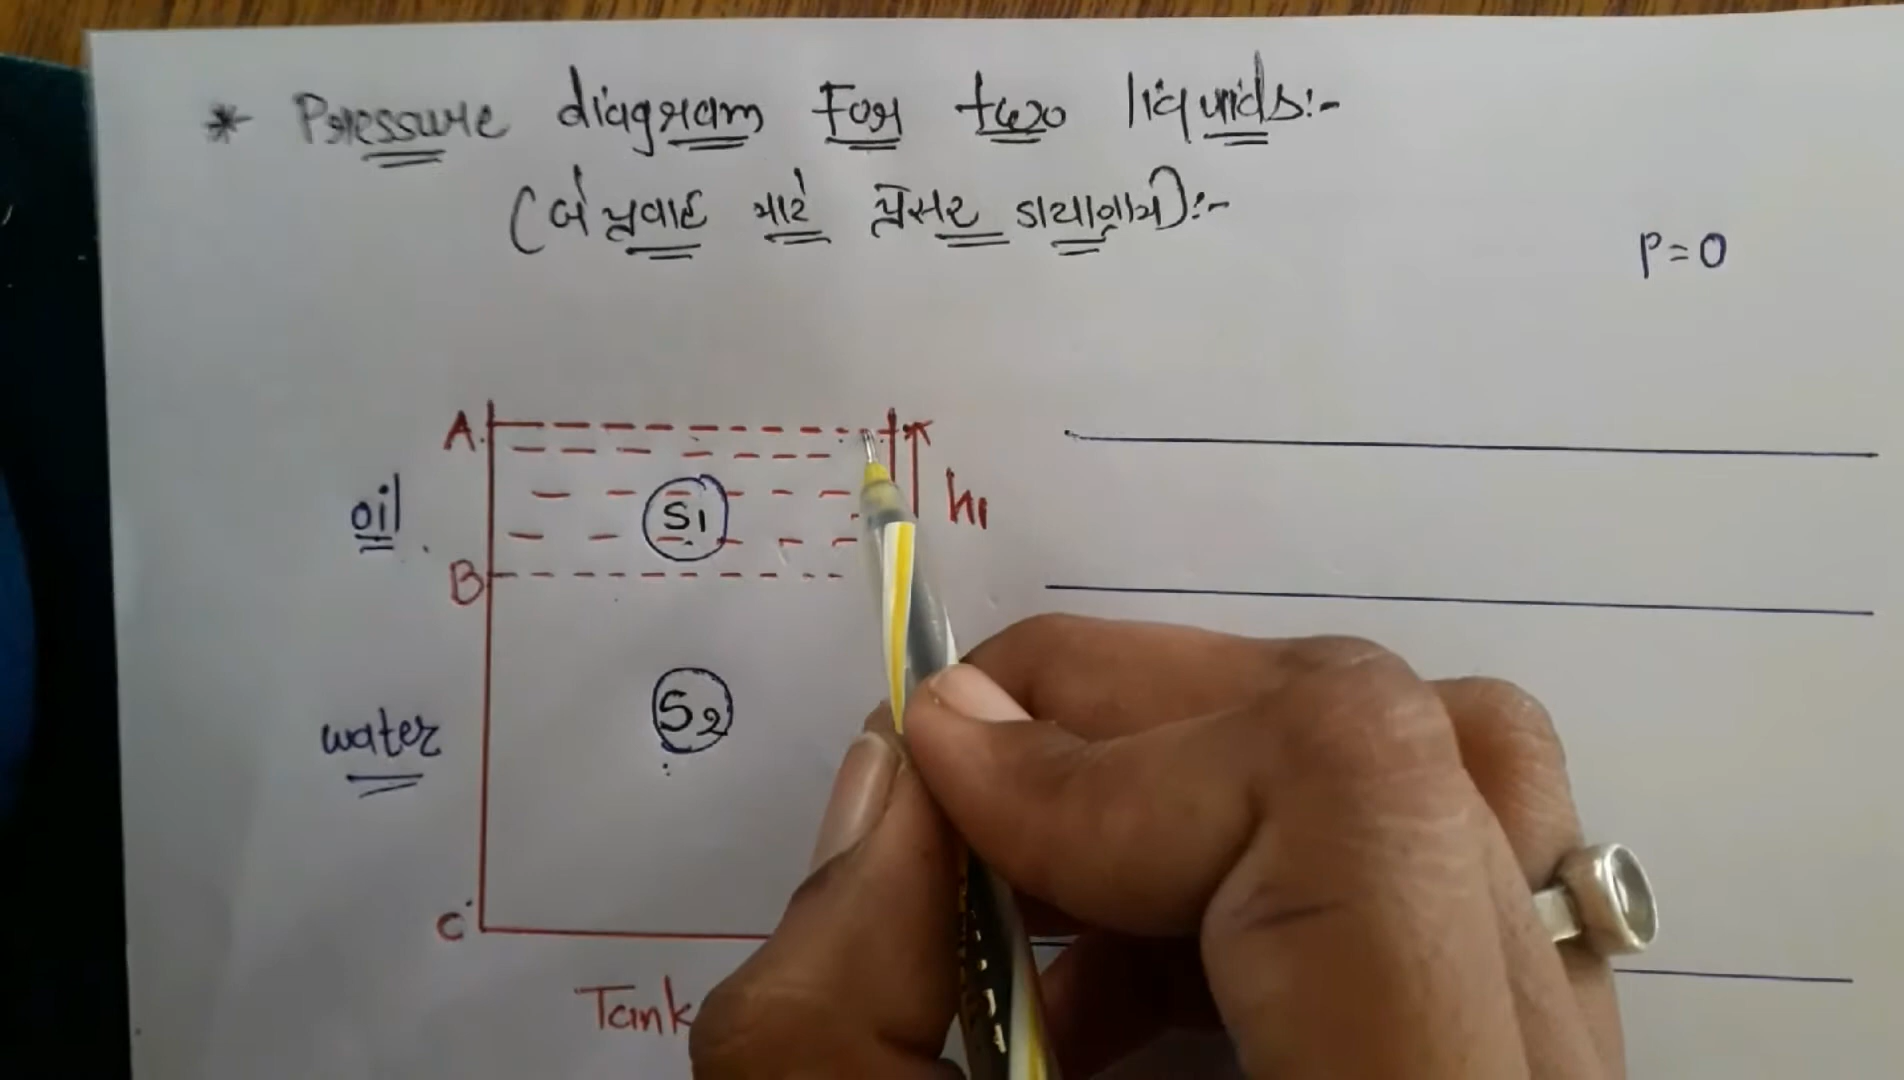 * Pressure diagram For two liquids:-
(બે પ્રવાહ માટે પ્રેસર ડાયાગ્રામ):-
P=0
A
oil
S1
h1
B
water
S2
C
Tank